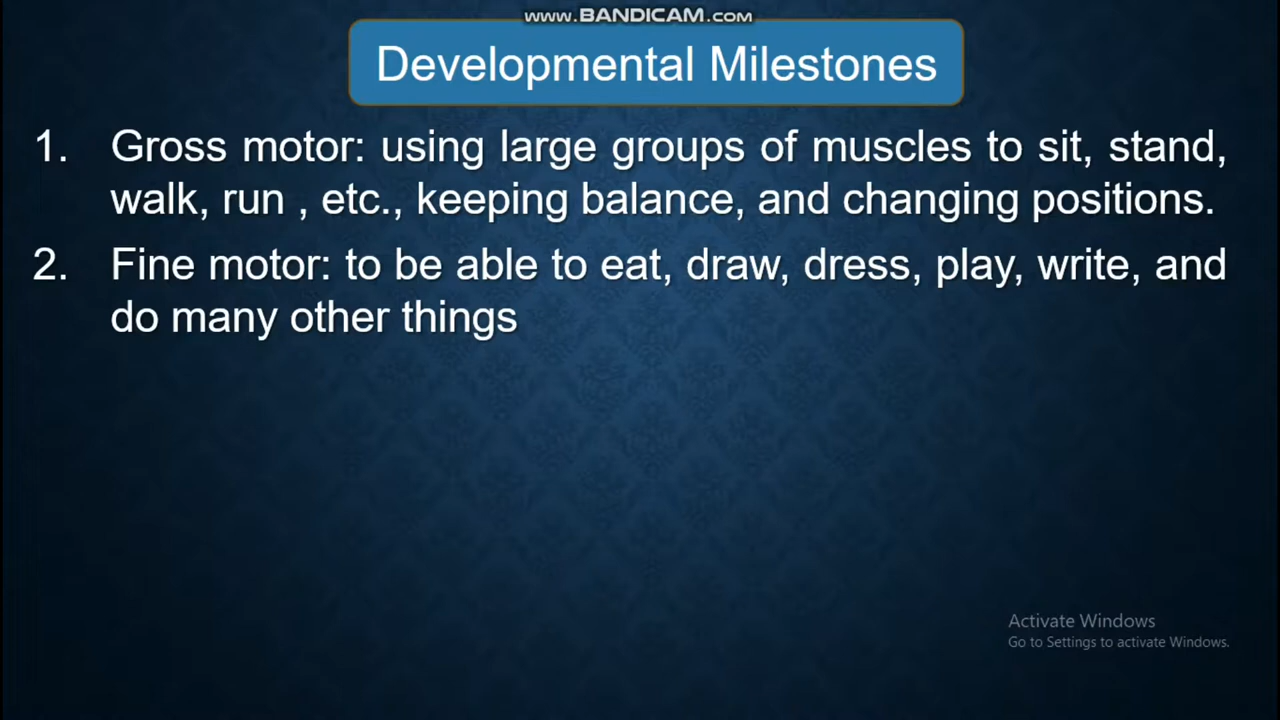 www.BANDICAM.com
Developmental Milestones
1. Gross motor: using large groups of muscles to sit, stand,
walk, run , etc., keeping balance, and changing positions.
2. Fine motor: to be able to eat, draw, dress, play, write, and
do many other things
Activate Windows
Go to Settings to activate Windows.